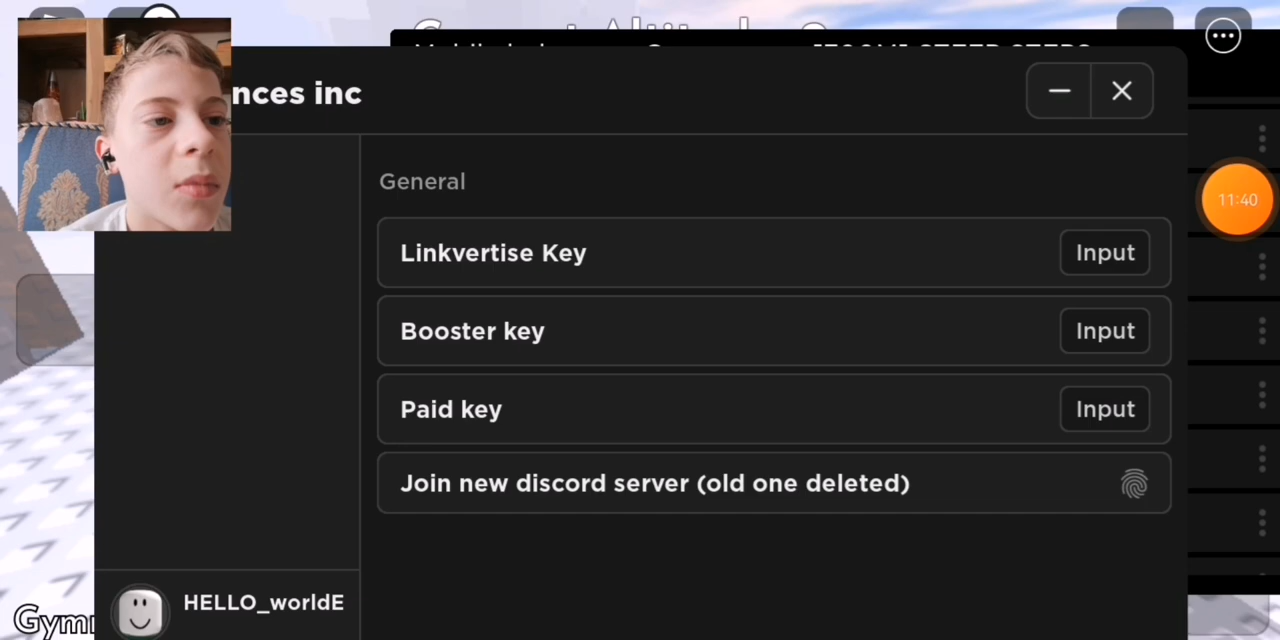 nces inc
General
Linkvertise Key
Input
Booster key
Input
Paid key
Input
Join new discord server (old one deleted)
HELLO_worldE
11:40